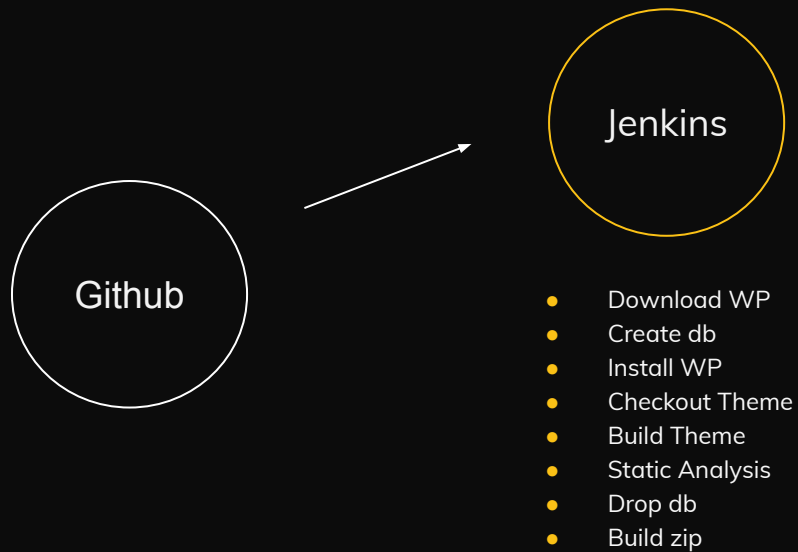 Jenkins
Github
● Download WP
● Create db
● Install WP
● Checkout Theme
● Build Theme
● Static Analysis
● Drop db
● Build zip